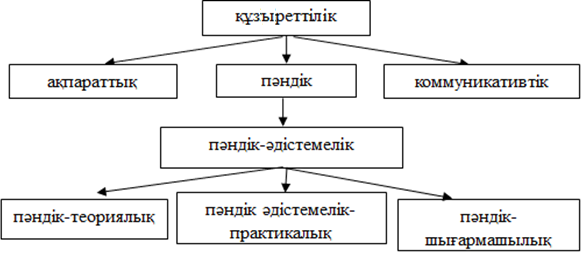 құзыреттілік
ақпараттық
пәндік
коммуникативтік
пәндік-әдістемелік
пәндік-теориялық
пәндік әдістемелік-
практикалық
пәндік-
шығармашылық